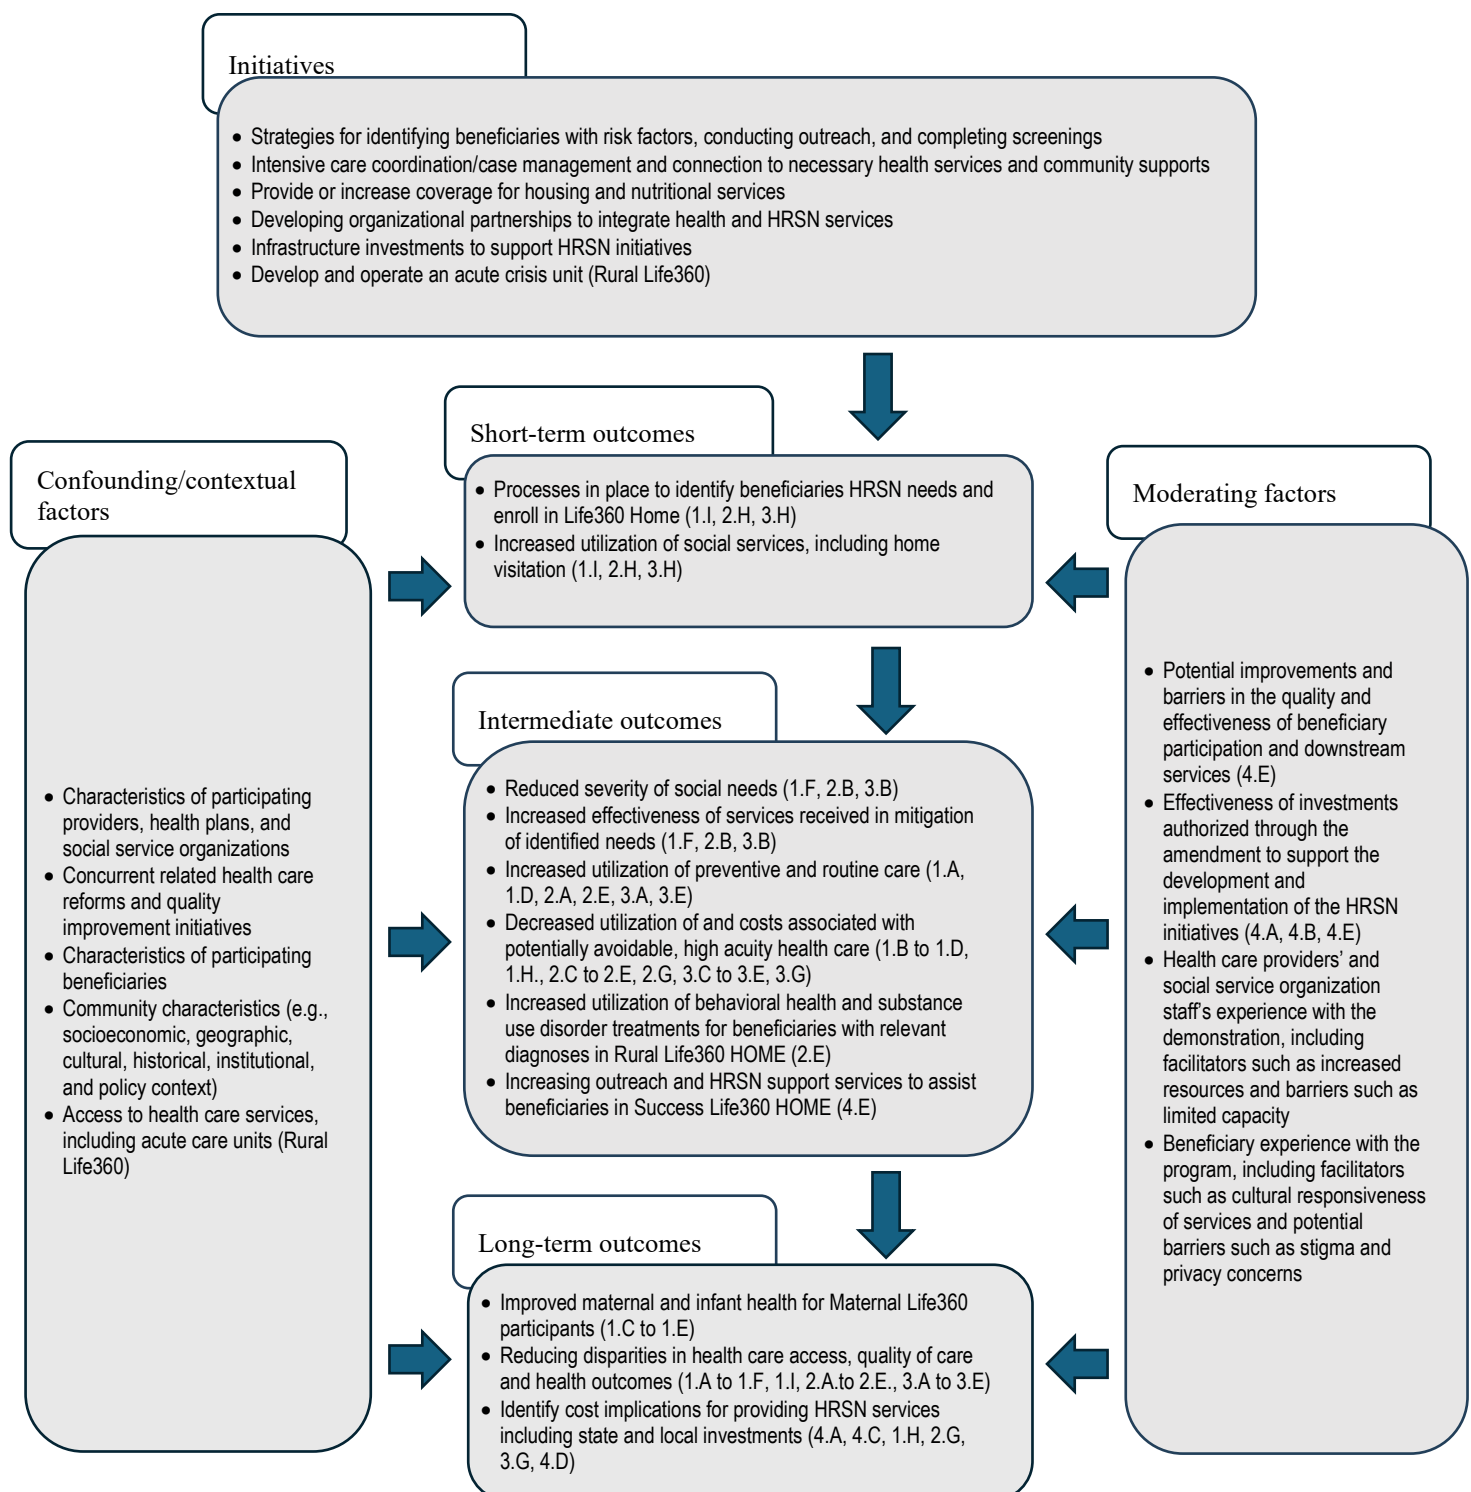 Initiatives
• Strategies for identifying beneficiaries with risk factors, conducting outreach, and completing screenings
• Intensive care coordination/case management and connection to necessary health services and community supports
• Provide or increase coverage for housing and nutritional services
• Developing organizational partnerships to integrate health and HRSN services
• Infrastructure investments to support HRSN initiatives
• Develop and operate an acute crisis unit (Rural Life360)
Short-term outcomes
• Processes in place to identify beneficiaries HRSN needs and
enroll in Life360 Home (1.I, 2.H, 3.H)
• Increased utilization of social services, including home
visitation (1.I, 2.H, 3.H)
Confounding/contextual
factors
• Characteristics of participating
providers, health plans, and
social service organizations
• Concurrent related health care
reforms and quality
improvement initiatives
• Characteristics of participating
beneficiaries
• Community characteristics (e.g.,
socioeconomic, geographic,
cultural, historical, institutional,
and policy context)
• Access to health care services,
including acute care units (Rural
Life360)
Moderating factors
• Potential improvements and
barriers in the quality and
effectiveness of beneficiary
participation and downstream
services (4.E)
• Effectiveness of investments
authorized through the
amendment to support the
development and
implementation of the HRSN
initiatives (4.A, 4.B, 4.E)
• Health care providers’ and
social service organization
staff’s experience with the
demonstration, including
facilitators such as increased
resources and barriers such as
limited capacity
• Beneficiary experience with the
program, including facilitators
such as cultural responsiveness
of services and potential
barriers such as stigma and
privacy concerns
Intermediate outcomes
• Reduced severity of social needs (1.F, 2.B, 3.B)
• Increased effectiveness of services received in mitigation
of identified needs (1.F, 2.B, 3.B)
• Increased utilization of preventive and routine care (1.A,
1.D, 2.A, 2.E, 3.A, 3.E)
• Decreased utilization of and costs associated with
potentially avoidable, high acuity health care (1.B to 1.D,
1.H., 2.C to 2.E, 2.G, 3.C to 3.E, 3.G)
• Increased utilization of behavioral health and substance
use disorder treatments for beneficiaries with relevant
diagnoses in Rural Life360 HOME (2.E)
• Increasing outreach and HRSN support services to assist
beneficiaries in Success Life360 HOME (4.E)
Long-term outcomes
• Improved maternal and infant health for Maternal Life360
participants (1.C to 1.E)
• Reducing disparities in health care access, quality of care
and health outcomes (1.A to 1.F, 1.I, 2.A.to 2.E., 3.A to 3.E)
• Identify cost implications for providing HRSN services
including state and local investments (4.A, 4.C, 1.H, 2.G,
3.G, 4.D)